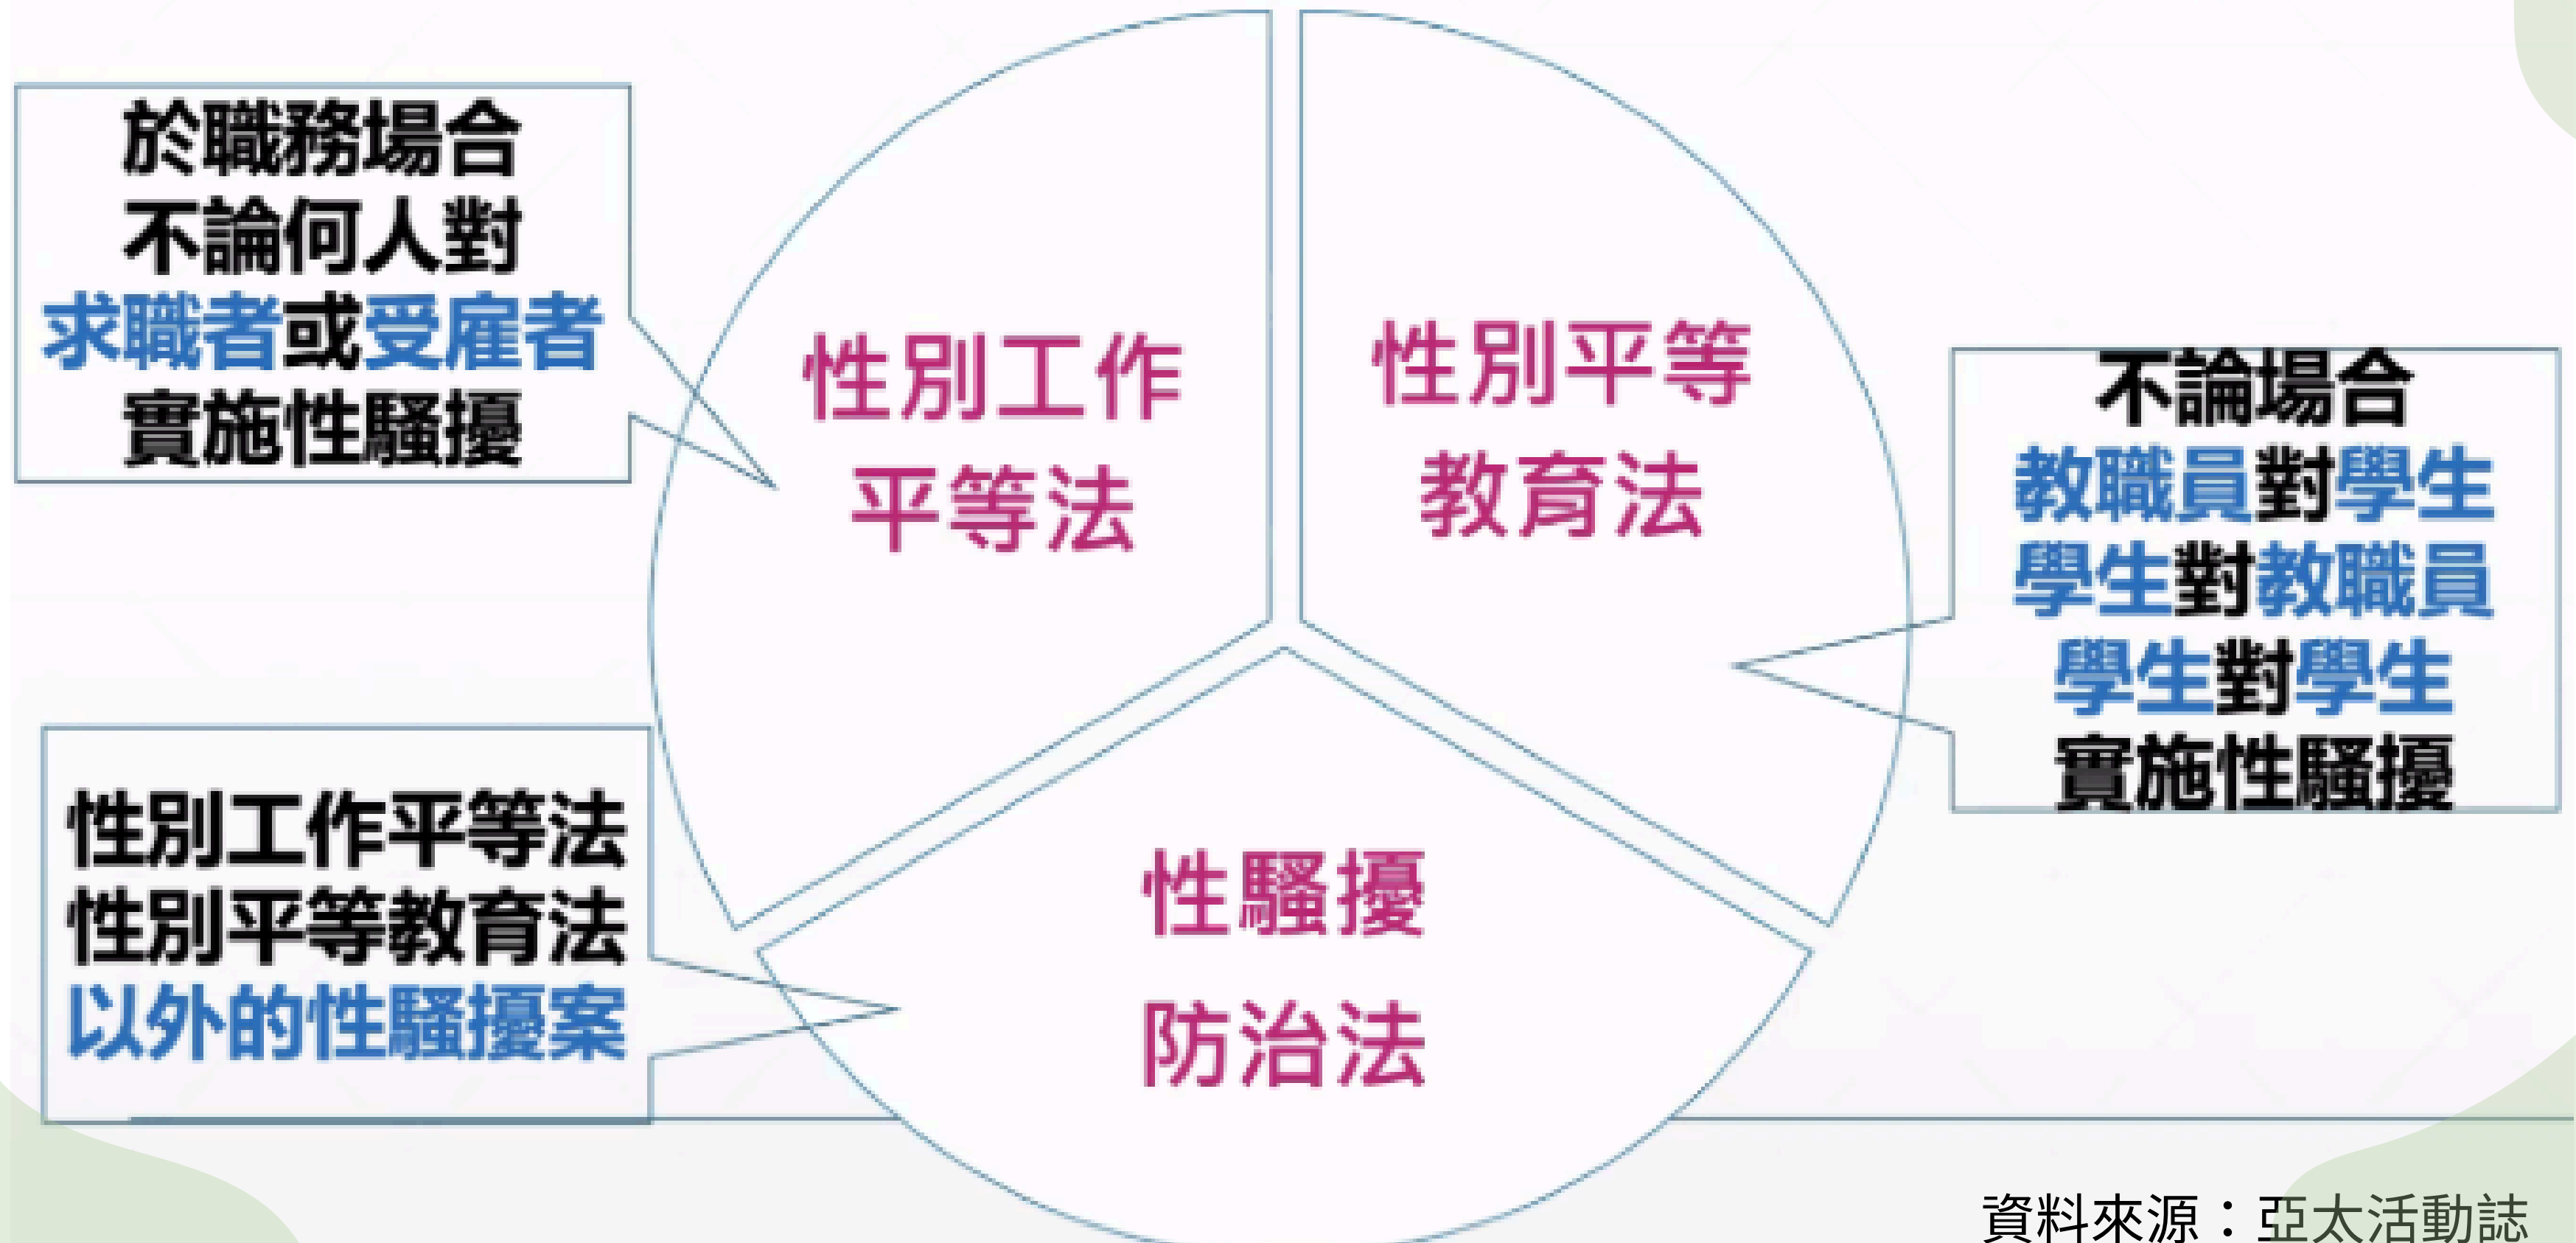 於職務場合
不論何人對
求職者或受雇者
實施性騷擾
性別工作
平等法
性別平等
教育法
不論場合
教職員對學生
學生對教職員
學生對學生
實施性騷擾
性別工作平等法
性別平等教育法
以外的性騷擾案
性騷擾
防治法
資料來源：亞太活動誌